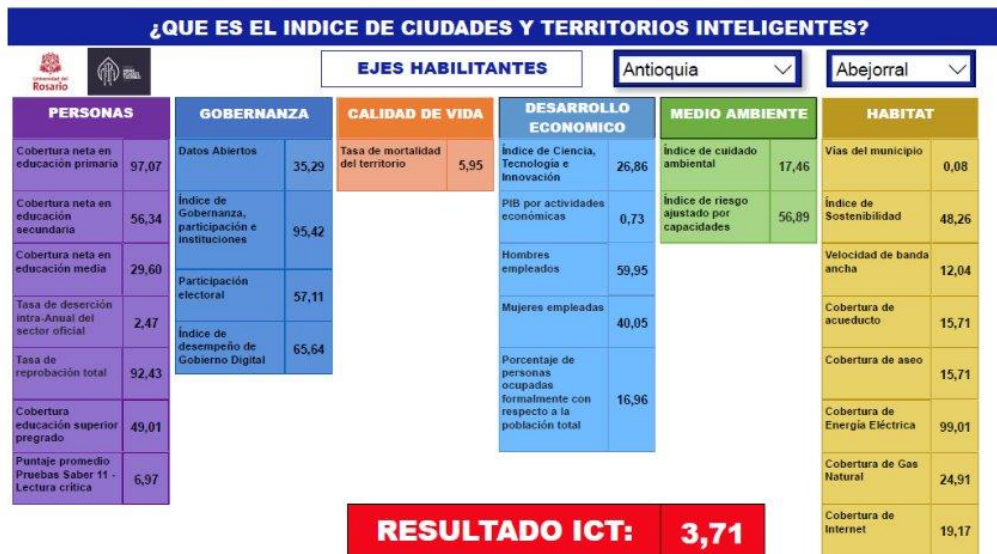 ¿QUE ES EL INDICE DE CIUDADES Y TERRITORIOS INTELIGENTES?
Universidad del
Rosario
EJES HABILITANTES
Antioquia
Abejorral
PERSONAS
Cobertura neta en
educación primaria 97,07
Cobertura neta en
educación
secundaria 56,34
Cobertura neta en
educación media 29,60
Tasa de deserción
intra-Anual del
sector oficial 2,47
Tasa de
reprobación total 92,43
Cobertura
educación superior
pregrado 49,01
Puntaje promedio
Pruebas Saber 11 -
Lectura crítica 6,97
GOBERNANZA
Datos Abiertos 35,29
Índice de
Gobernanza,
participación e
instituciones 95,42
Participación
electoral 57,11
Índice de
desempeño de
Gobierno Digital 65,64
CALIDAD DE VIDA
Tasa de mortalidad
del territorio 5,95
DESARROLLO
ECONOMICO
Índice de Ciencia,
Tecnología e
Innovación 26,86
PIB por actividades
económicas 0,73
Hombres
empleados 59,95
Mujeres empleadas 40,05
Porcentaje de
personas
ocupadas
formalmente con
respecto a la
población total 16,96
MEDIO AMBIENTE
Índice de cuidado
ambiental 17,46
Índice de riesgo
ajustado por
capacidades 56,89
HABITAT
Vias del municipio 0,08
Índice de
Sostenibilidad 48,26
Velocidad de banda
ancha 12,04
Cobertura de
acueducto 15,71
Cobertura de aseo 15,71
Cobertura de
Energía Eléctrica 99,01
Cobertura de Gas
Natural 24,91
Cobertura de
Internet 19,17
RESULTADO ICT: 3,71